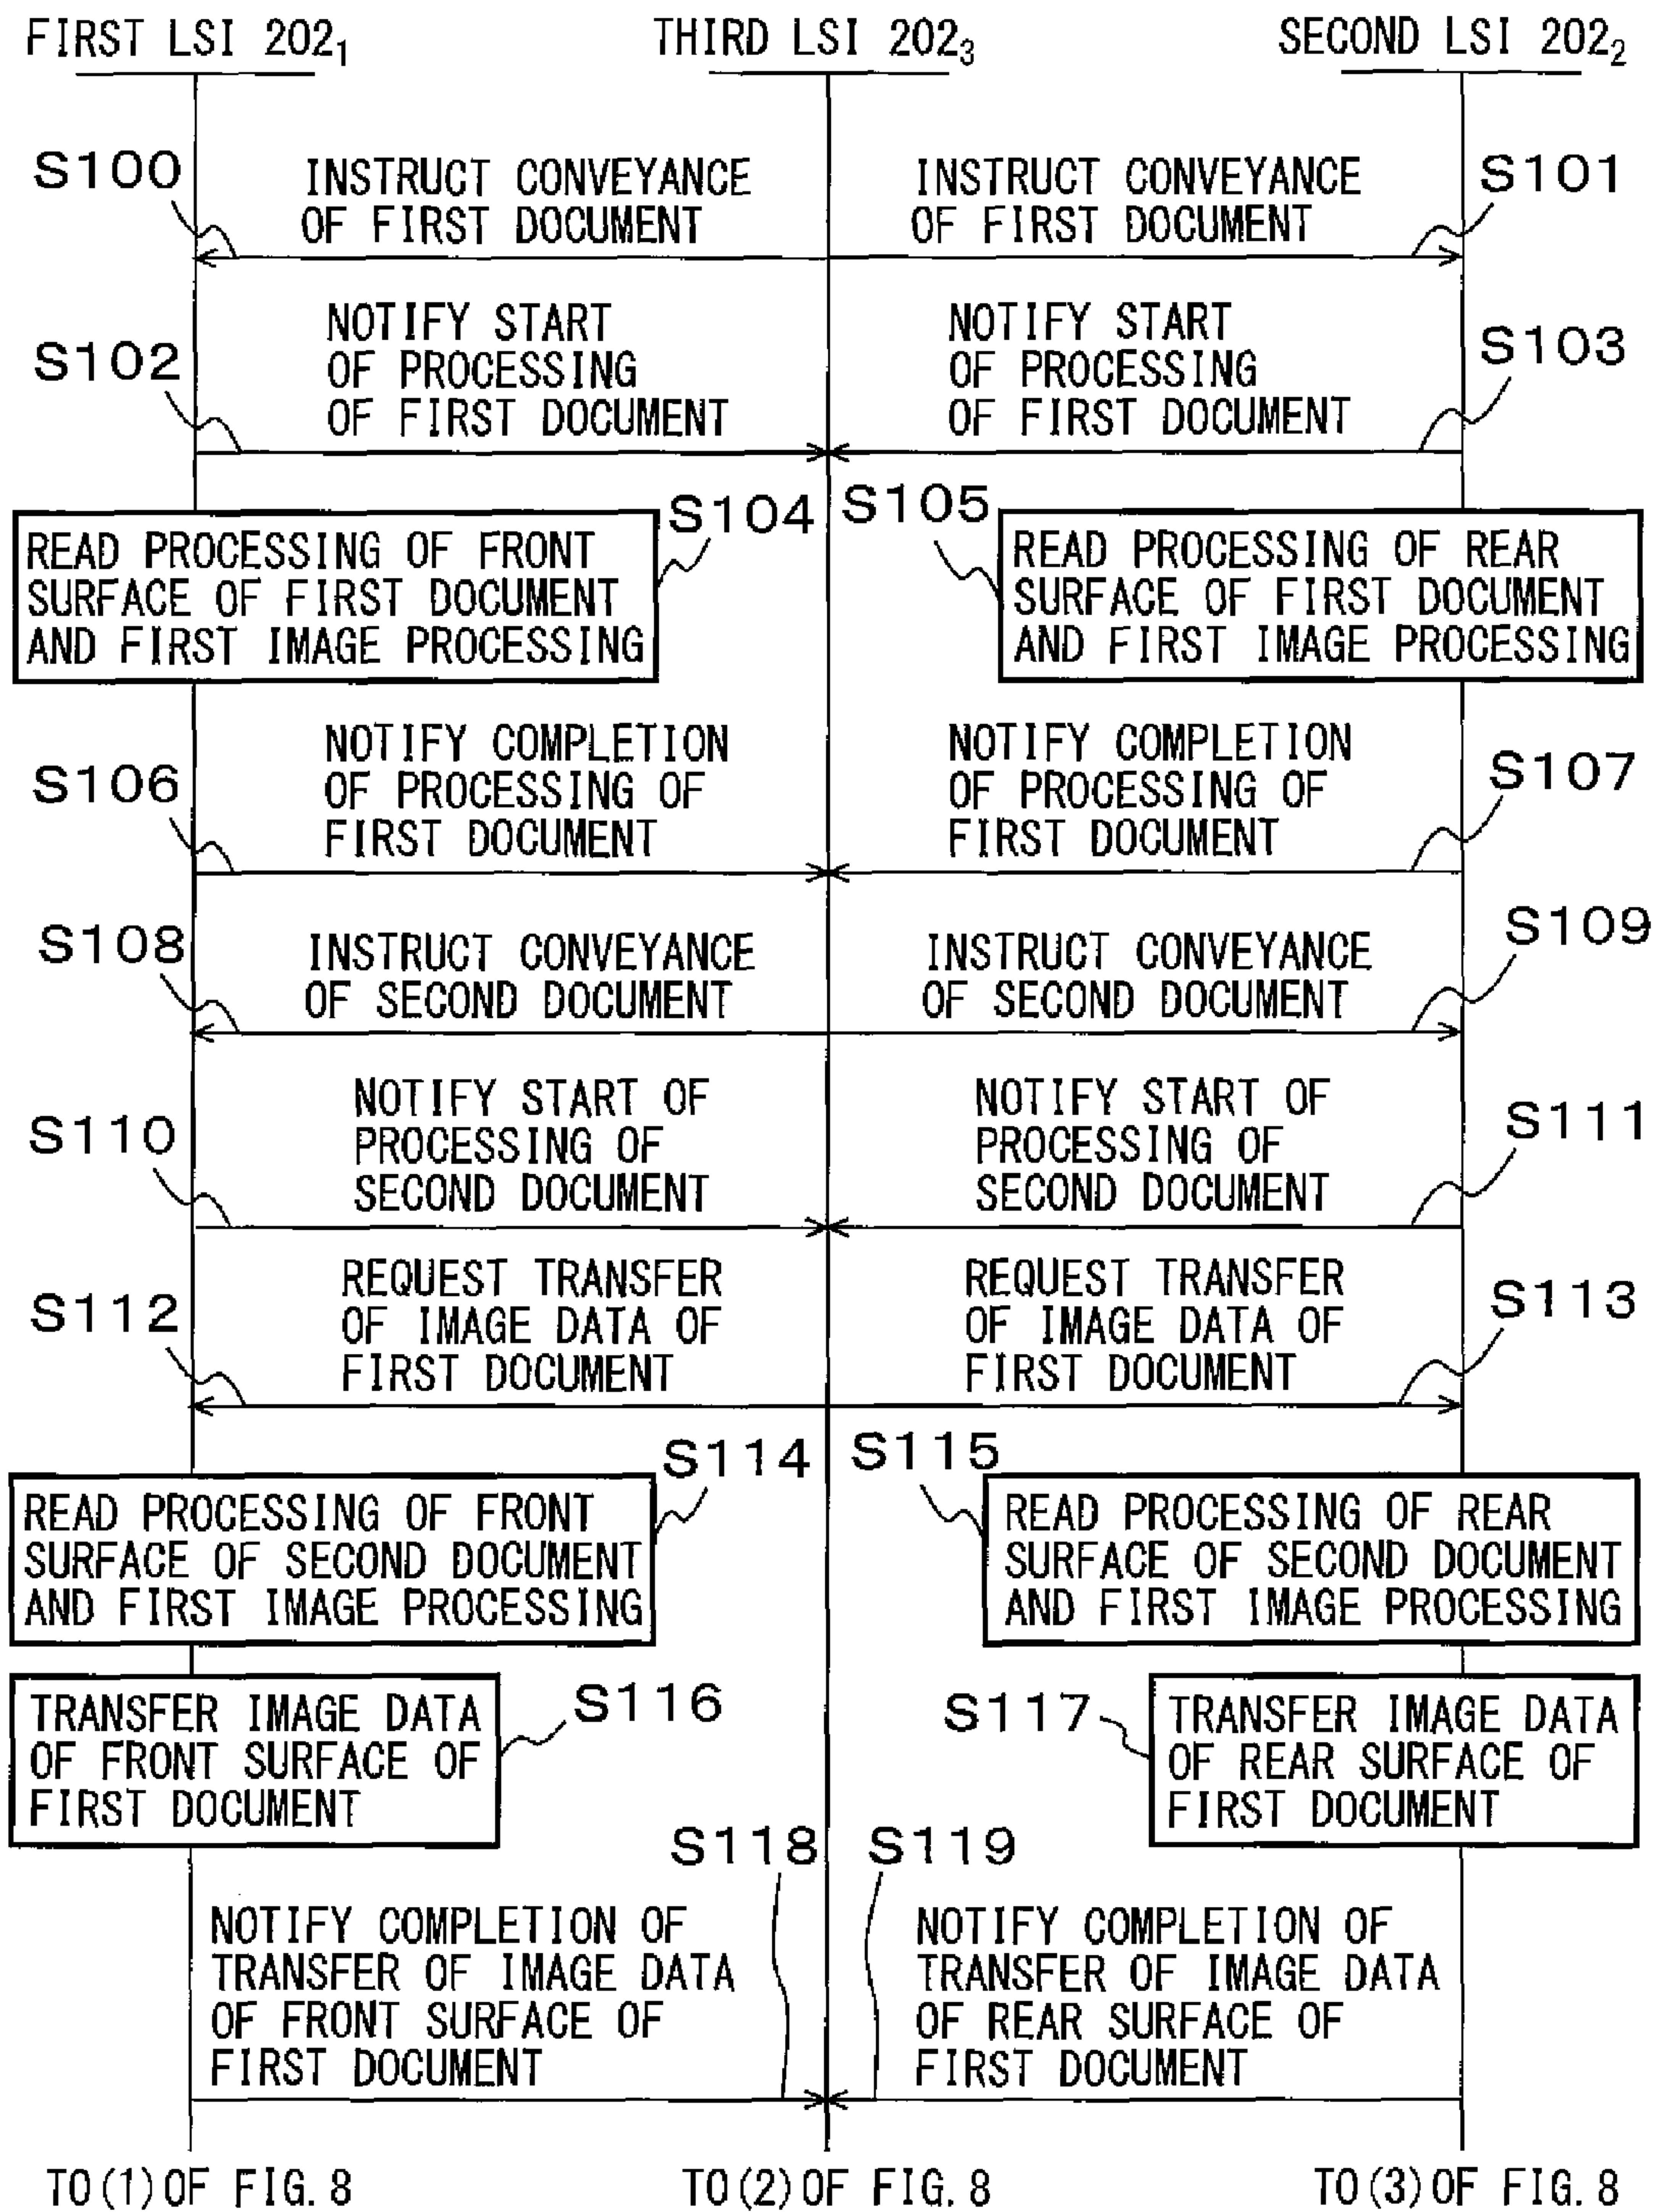 FIRST LSI 202₁
THIRD LSI 202₃
SECOND LSI 202₂
S100
INSTRUCT CONVEYANCE
OF FIRST DOCUMENT
INSTRUCT CONVEYANCE
OF FIRST DOCUMENT
S101
S102
NOTIFY START
OF PROCESSING
OF FIRST DOCUMENT
NOTIFY START
OF PROCESSING
OF FIRST DOCUMENT
S103
READ PROCESSING OF FRONT
SURFACE OF FIRST DOCUMENT
AND FIRST IMAGE PROCESSING
S104
S105
READ PROCESSING OF REAR
SURFACE OF FIRST DOCUMENT
AND FIRST IMAGE PROCESSING
S106
NOTIFY COMPLETION
OF PROCESSING OF
FIRST DOCUMENT
NOTIFY COMPLETION
OF PROCESSING OF
FIRST DOCUMENT
S107
S108
INSTRUCT CONVEYANCE
OF SECOND DOCUMENT
INSTRUCT CONVEYANCE
OF SECOND DOCUMENT
S109
S110
NOTIFY START OF
PROCESSING OF
SECOND DOCUMENT
NOTIFY START OF
PROCESSING OF
SECOND DOCUMENT
S111
S112
REQUEST TRANSFER
OF IMAGE DATA OF
FIRST DOCUMENT
REQUEST TRANSFER
OF IMAGE DATA OF
FIRST DOCUMENT
S113
READ PROCESSING OF FRONT
SURFACE OF SECOND DOCUMENT
AND FIRST IMAGE PROCESSING
S114
S115
READ PROCESSING OF REAR
SURFACE OF SECOND DOCUMENT
AND FIRST IMAGE PROCESSING
TRANSFER IMAGE DATA
OF FRONT SURFACE OF
FIRST DOCUMENT
S116
S117
TRANSFER IMAGE DATA
OF REAR SURFACE OF
FIRST DOCUMENT
S118
S119
NOTIFY COMPLETION OF
TRANSFER OF IMAGE DATA
OF FRONT SURFACE OF
FIRST DOCUMENT
NOTIFY COMPLETION OF
TRANSFER OF IMAGE DATA
OF REAR SURFACE OF
FIRST DOCUMENT
TO(1)OF FIG.8
TO(2)OF FIG.8
TO(3)OF FIG.8